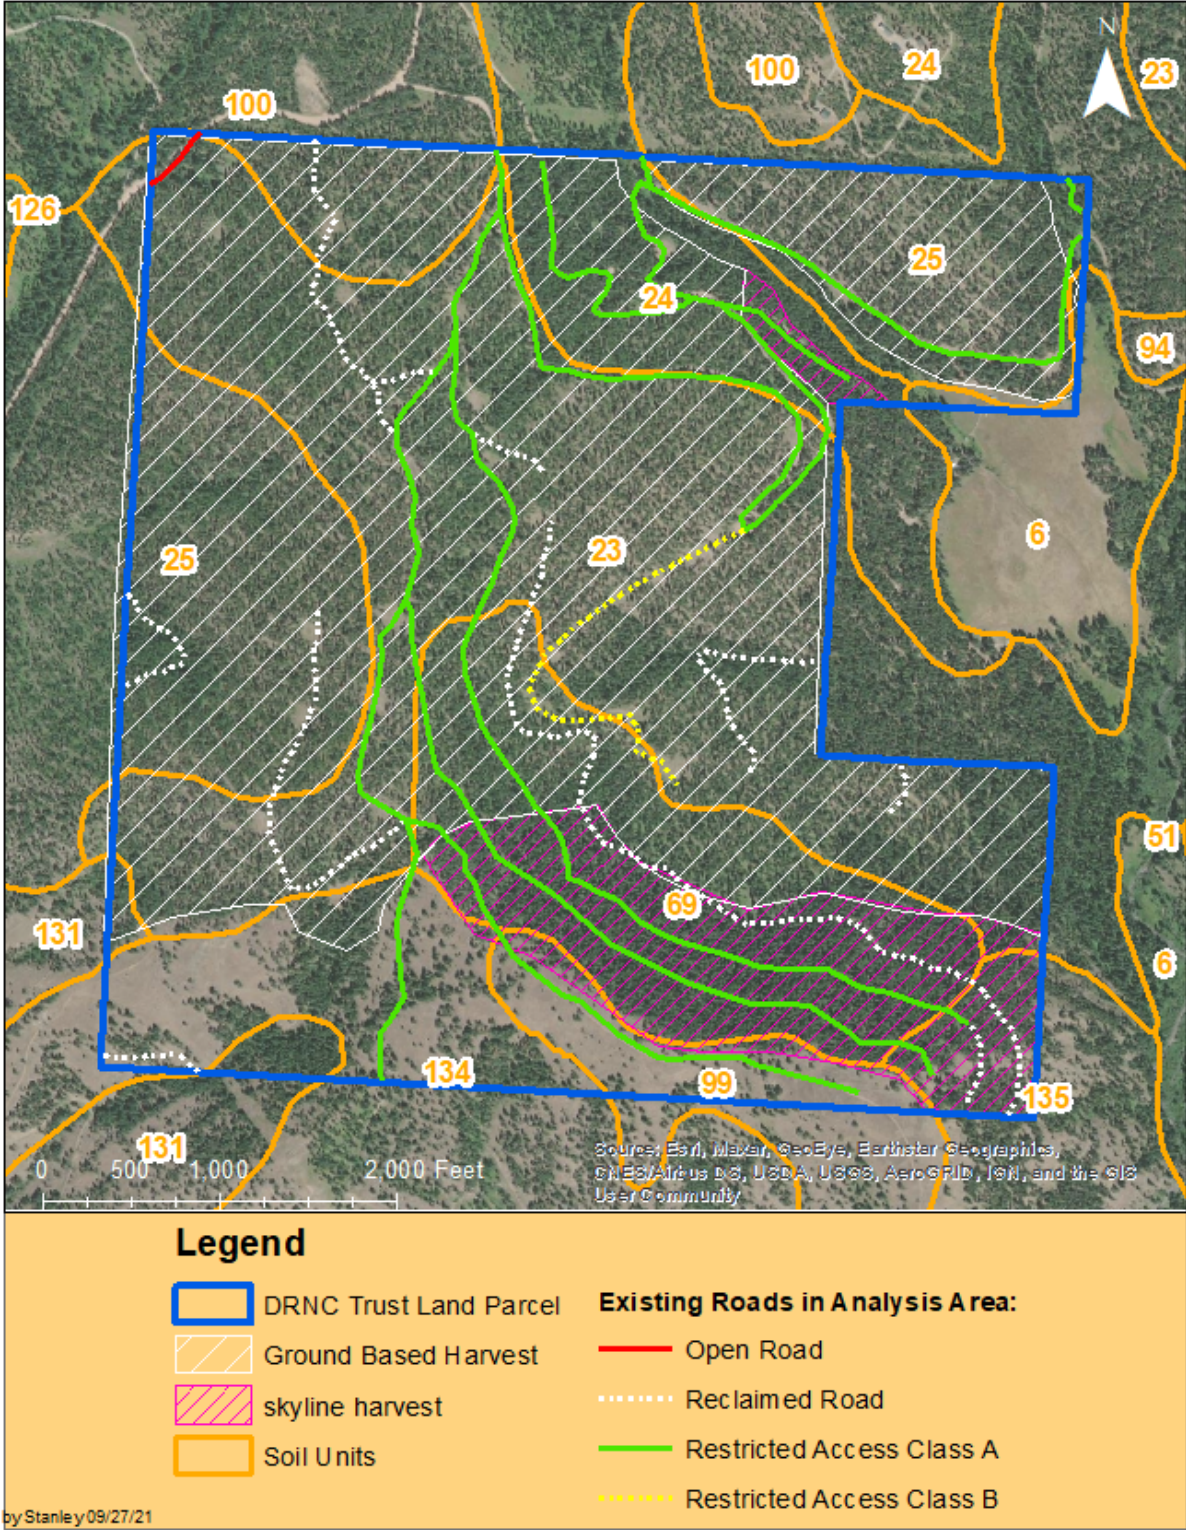 N
100
24
23
100
126
25
24
94
6
23
25
51
69
131
6
134
99
135
131
0 500 1,000 2,000 Feet
Source: Esri, Maxar, GeoEye, Earthstar Geographics,
CNES/Airbus DS, USDA, USGS, AeroGRID, IGN, and the GIS
User Community
Legend
DRNC Trust Land Parcel
Ground Based Harvest
skyline harvest
Soil Units
Existing Roads in Analysis Area:
Open Road
Reclaimed Road
Restricted Access Class A
Restricted Access Class B
by Stanley 09/27/21